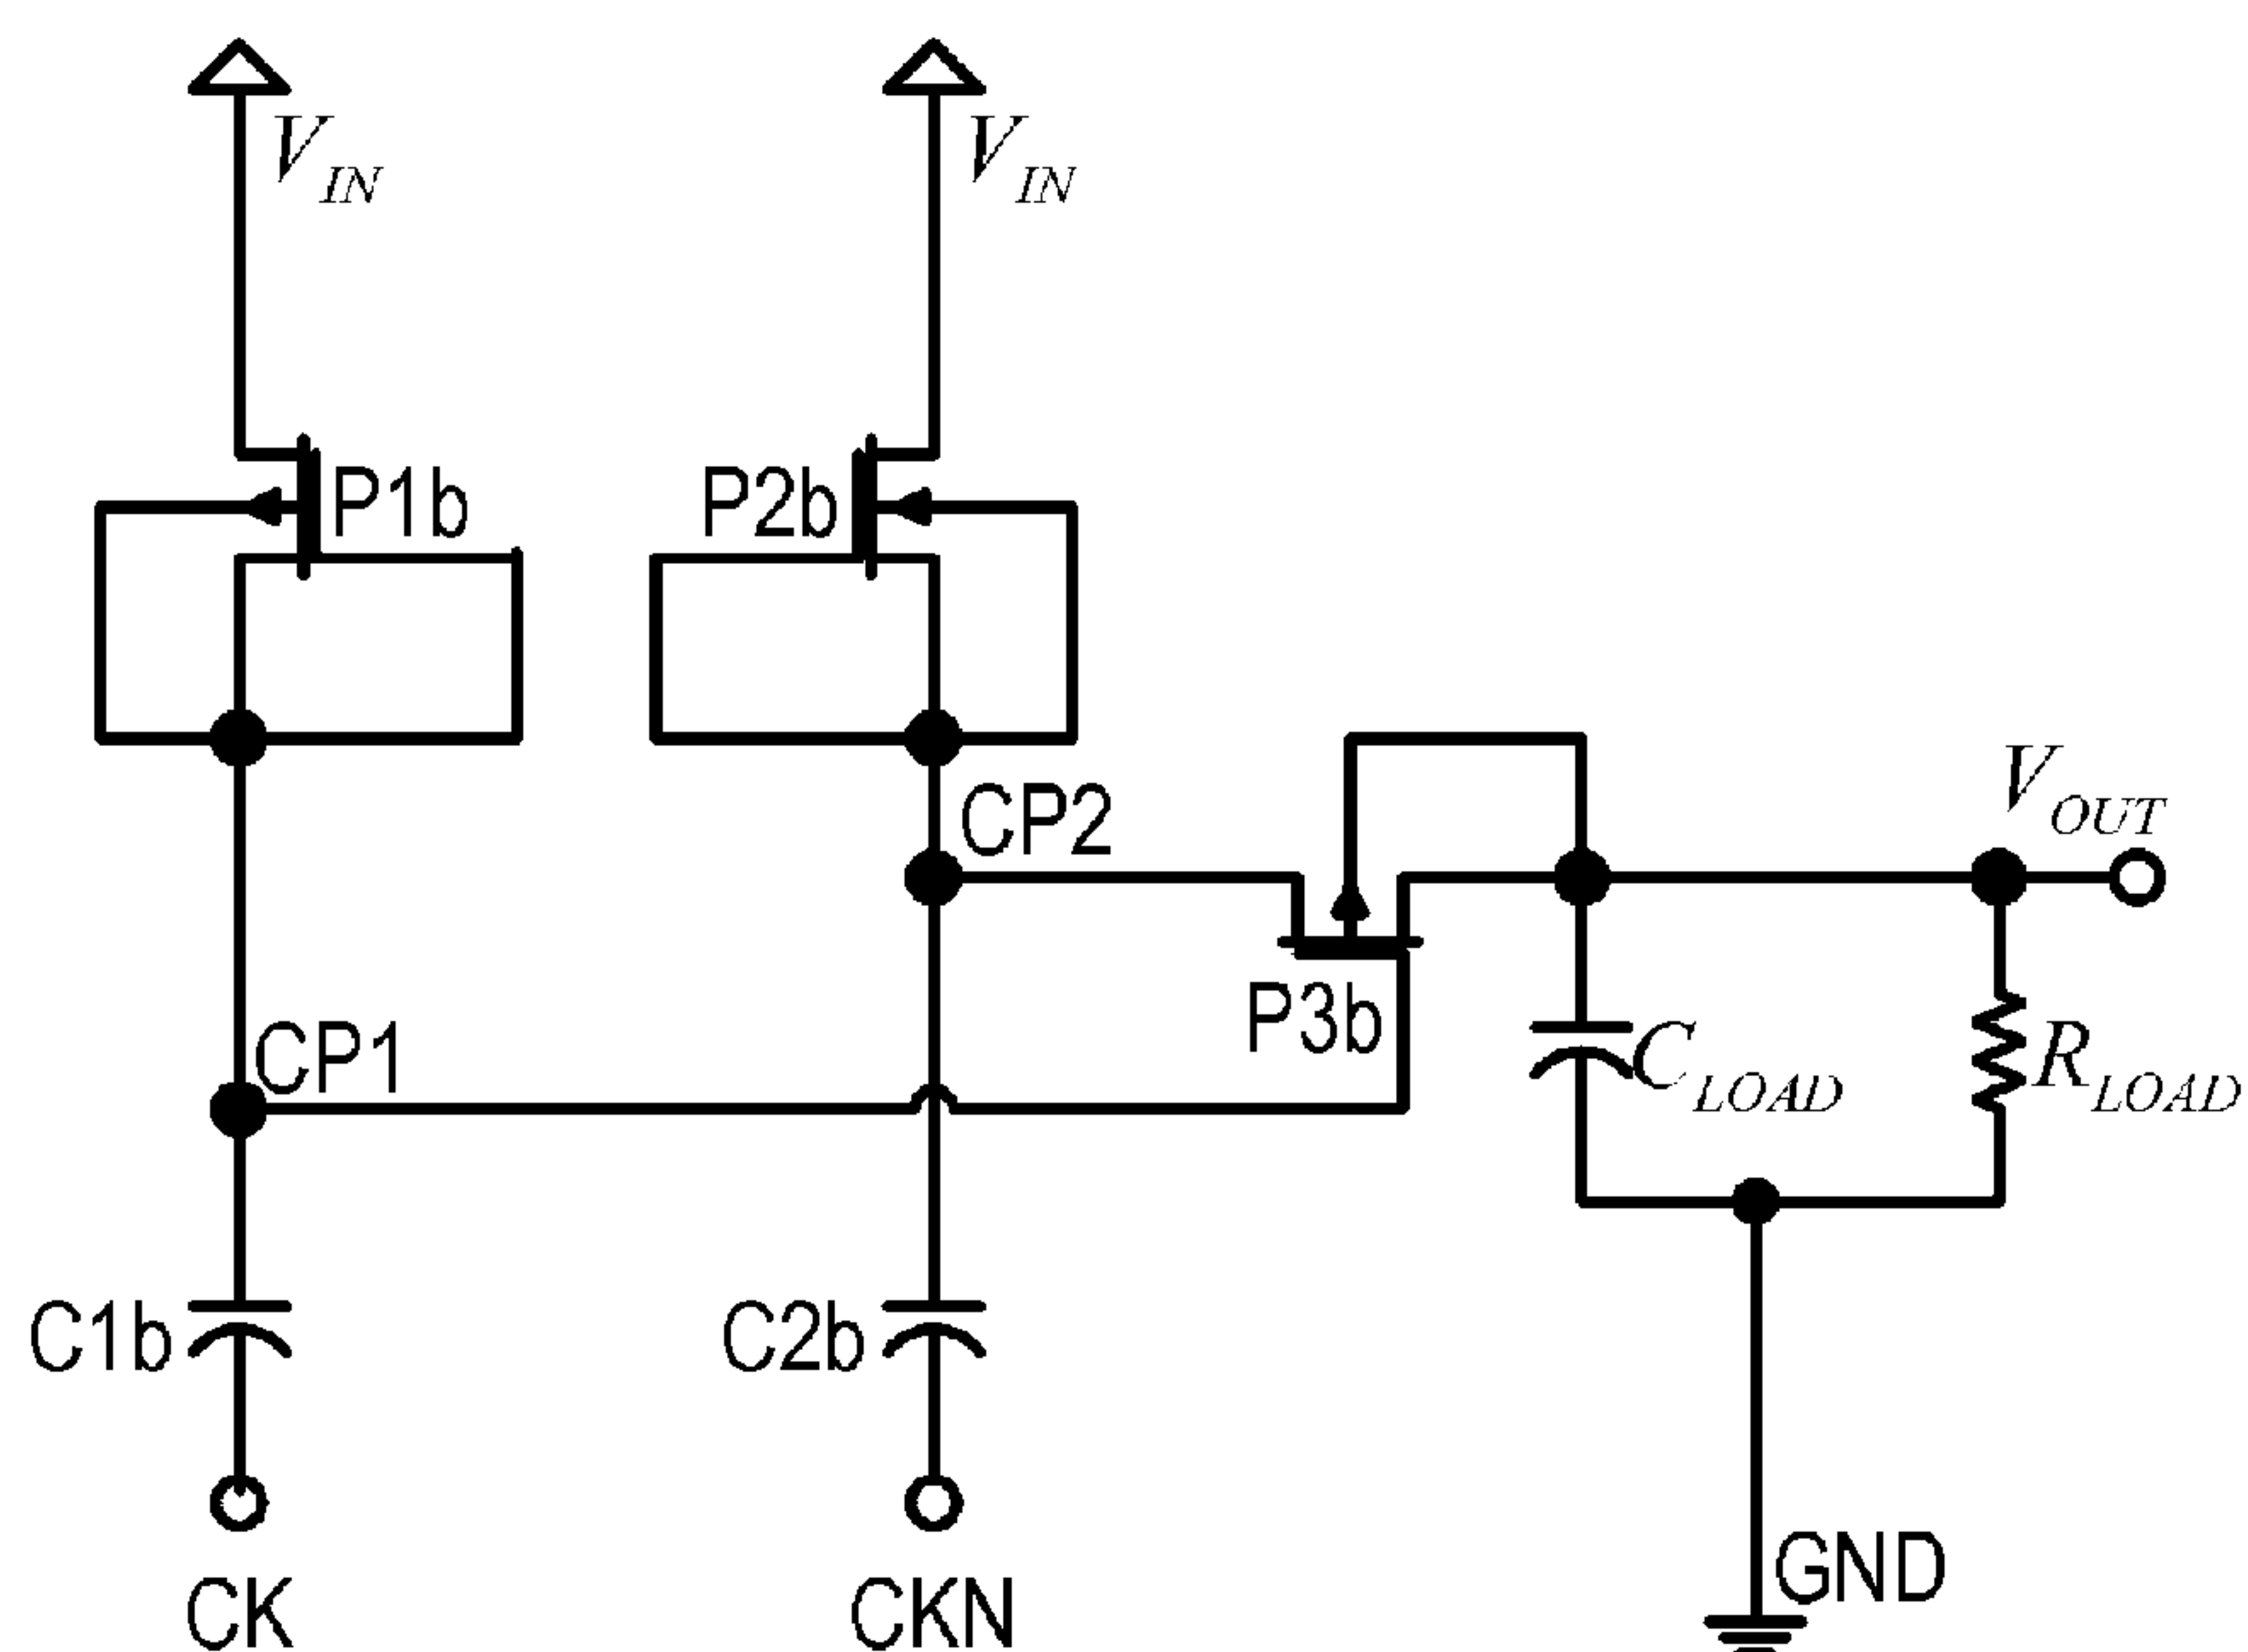 V_IN
V_IN
P1b
P2b
CP2
V_OUT
P3b
CP1
C_LOAD
R_LOAD
C1b
C2b
GND
CK
CKN